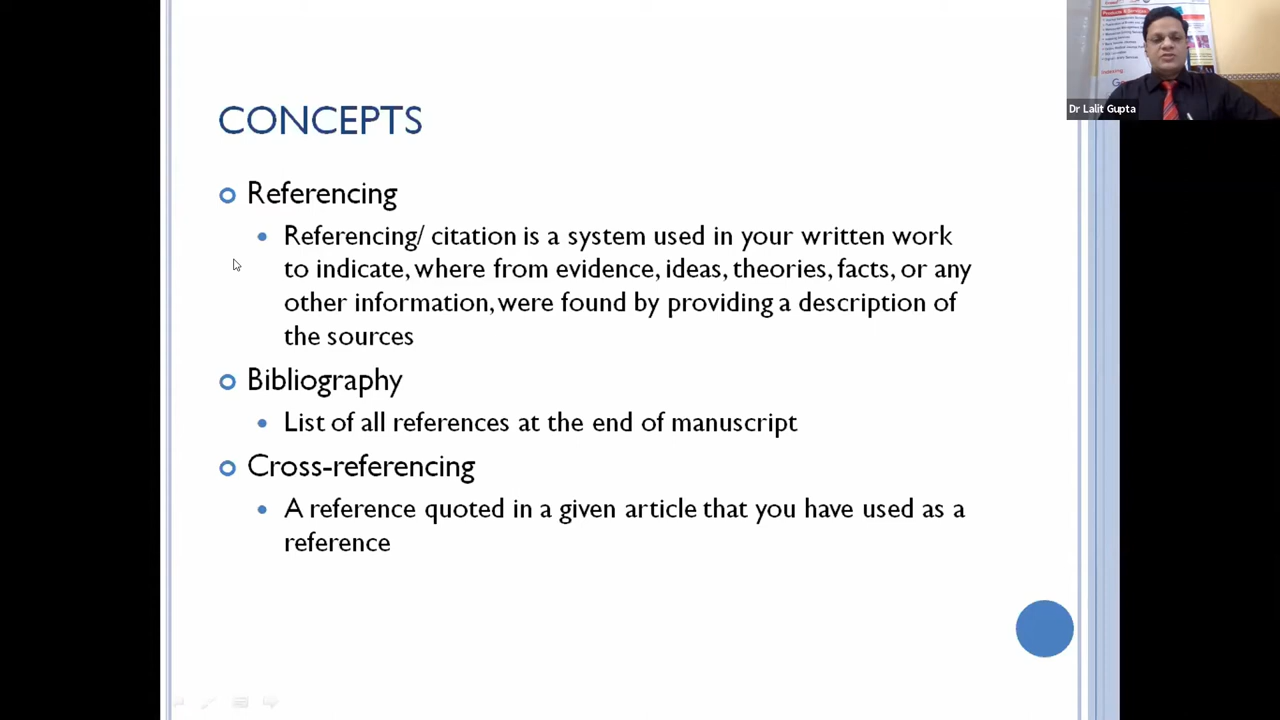 CONCEPTS
Referencing
Referencing/ citation is a system used in your written work
to indicate, where from evidence, ideas, theories, facts, or any
other information, were found by providing a description of
the sources
Bibliography
List of all references at the end of manuscript
Cross-referencing
A reference quoted in a given article that you have used as a
reference
Dr Lalit Gupta